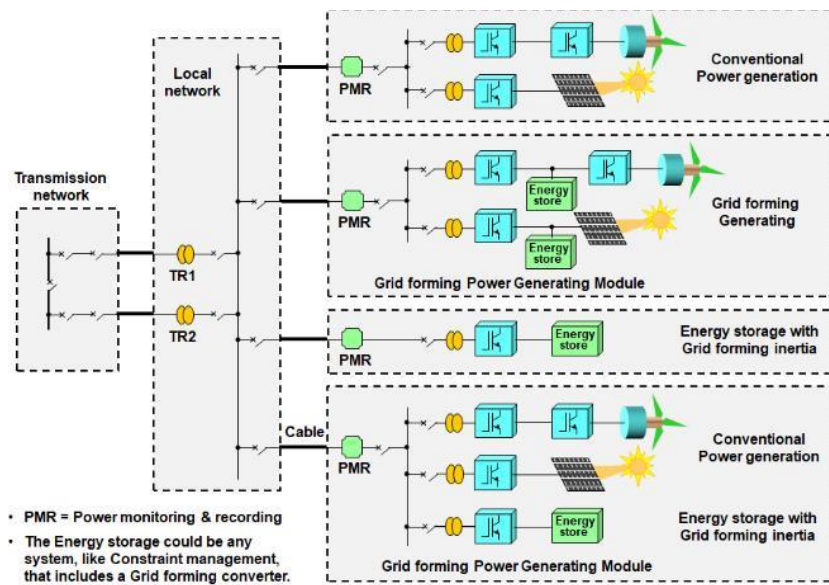 Local
network
PMR
Conventional
Power generation
Transmission
network
TR1
TR2
PMR
Energy
store
Energy
store
Grid forming
Generating
Grid forming Power Generating Module
PMR
Energy
store
Energy storage with
Grid forming inertia
Cable
PMR
Conventional
Power generation
Energy
store
Energy storage with
Grid forming inertia
Grid forming Power Generating Module
• PMR = Power monitoring & recording
• The Energy storage could be any
system, like Constraint management,
that includes a Grid forming converter.